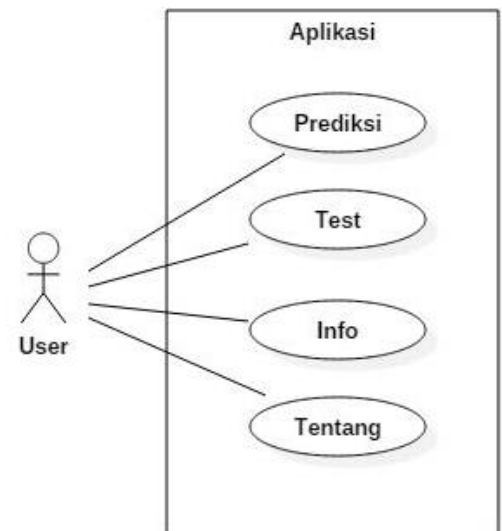 Aplikasi
Prediksi
Test
Info
User
Tentang